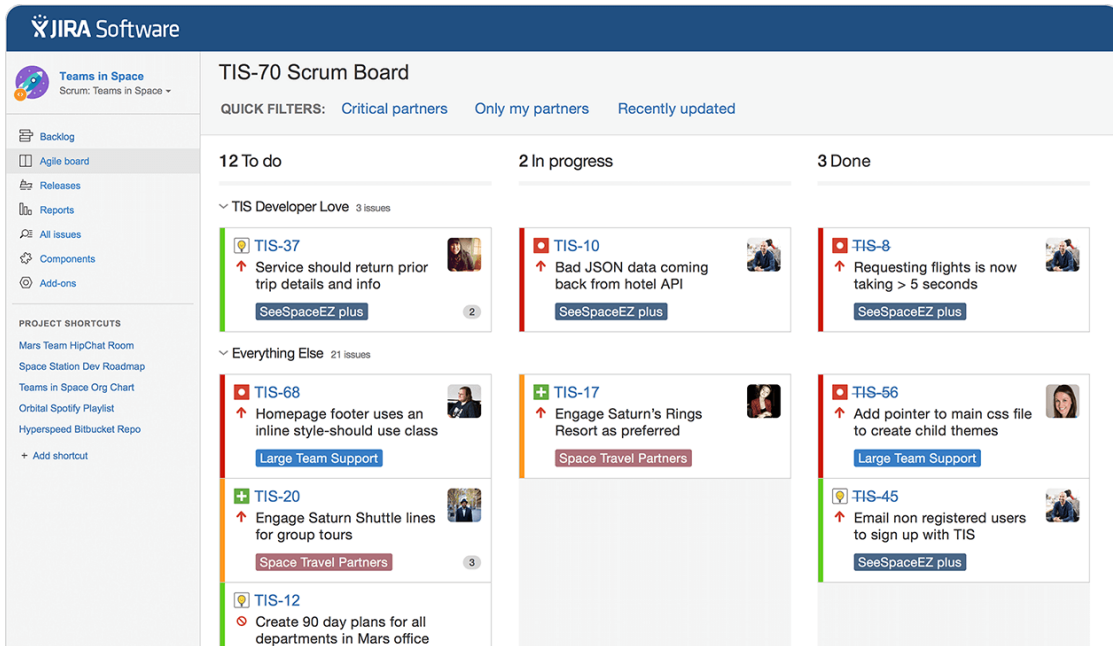 JIRA Software
Teams in Space
Scrum: Teams in Space
Backlog
Agile board
Releases
Reports
All issues
Components
Add-ons
PROJECT SHORTCUTS
Mars Team HipChat Room
Space Station Dev Roadmap
Teams in Space Org Chart
Orbital Spotify Playlist
Hyperspeed Bitbucket Repo
+ Add shortcut
TIS-70 Scrum Board
QUICK FILTERS: Critical partners Only my partners Recently updated
12 To do
2 In progress
3 Done
TIS Developer Love 3 issues
TIS-37
Service should return prior
trip details and info
SeeSpaceEZ plus
2
TIS-10
Bad JSON data coming
back from hotel API
SeeSpaceEZ plus
TIS-8
Requesting flights is now
taking > 5 seconds
SeeSpaceEZ plus
Everything Else 21 issues
TIS-68
Homepage footer uses an
inline style-should use class
Large Team Support
TIS-20
Engage Saturn Shuttle lines
for group tours
Space Travel Partners
3
TIS-12
Create 90 day plans for all
departments in Mars office
TIS-17
Engage Saturn's Rings
Resort as preferred
Space Travel Partners
TIS-56
Add pointer to main css file
to create child themes
Large Team Support
TIS-45
Email non registered users
to sign up with TIS
SeeSpaceEZ plus